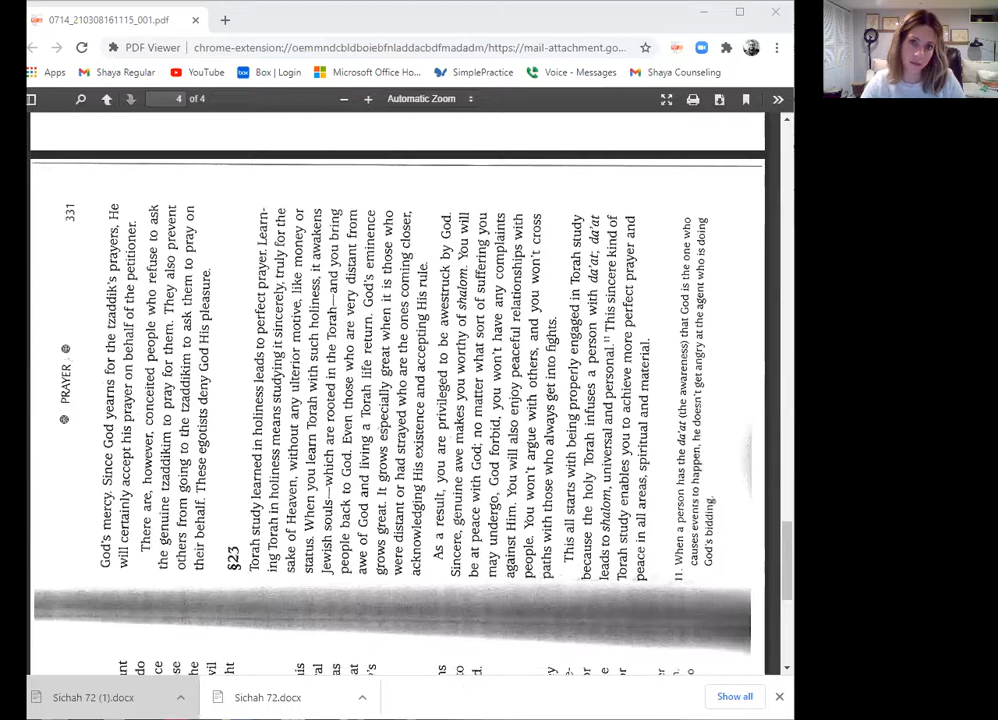 0714_210308161115_001.pdf
PDF Viewer
chrome-extension://oemmndcbldboiebfnladdacbdfmadadm/https://mail-attachment.go...
Apps
Shaya Regular
YouTube
Box | Login
Microsoft Office Ho...
SimplePractice
Voice - Messages
Shaya Counseling
4
of 4
Automatic Zoom
PRAYER
331
God's mercy. Since God yearns for the tzaddik's prayers, He
will certainly accept his prayer on behalf of the petitioner.
There are, however, conceited people who refuse to ask
the genuine tzaddikim to pray for them. They also prevent
others from going to the tzaddikim to ask them to pray on
their behalf. These egotists deny God His pleasure.
§23
Torah study learned in holiness leads to perfect prayer. Learn-
ing Torah in holiness means studying it sincerely, truly for the
sake of Heaven, without any ulterior motive, like money or
status. When you learn Torah with such holiness, it awakens
Jewish souls—which are rooted in the Torah—and you bring
people back to God. Even those who are very distant from
awe of God and living a Torah life return. God's eminence
grows great. It grows especially great when it is those who
were distant or had strayed who are the ones coming closer,
acknowledging His existence and accepting His rule.
As a result, you are privileged to be awestruck by God.
Sincere, genuine awe makes you worthy of shalom. You will
be at peace with God; no matter what sort of suffering you
may undergo, God forbid, you won't have any complaints
against Him. You will also enjoy peaceful relationships with
people. You won't argue with others, and you won't cross
paths with those who always get into fights.
This all starts with being properly engaged in Torah study
because the holy Torah infuses a person with da'at; da'at
leads to shalom, universal and personal.11 This sincere kind of
Torah study enables you to achieve more perfect prayer and
peace in all areas, spiritual and material.
11. When a person has the da'at (the awareness) that God is the one who
causes events to happen, he doesn't get angry at the agent who is doing
God's bidding.
Sichah 72 (1).docx
Sichah 72.docx
Show all